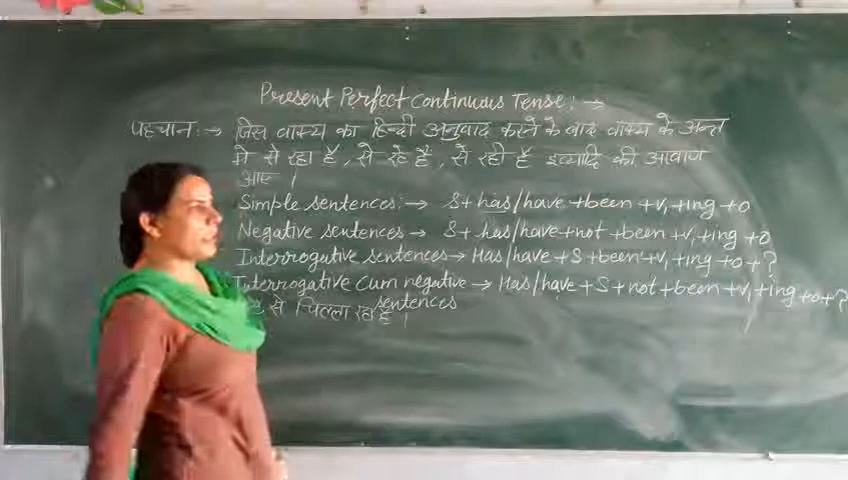 Present Perfect Continuous Tense:→
पहचान:→ जिस वाक्य का हिन्दी अनुवाद करने के बाद वाक्य के अन्त
में से रहा है, से रहे हैं, से रही है इत्यादि की आवाज
आए।
Simple sentences:→ S+has/have+been+v₁+ing+o
Negative sentences→ S+has/have+not+been+v₁+ing+o
Interrogative sentences→ Has/have+S+been+v₁+ing+o+?
Interrogative cum negative → Has/have+S+not+been+v₁+ing+o+?
sentences
से चिल्ला रहा है।